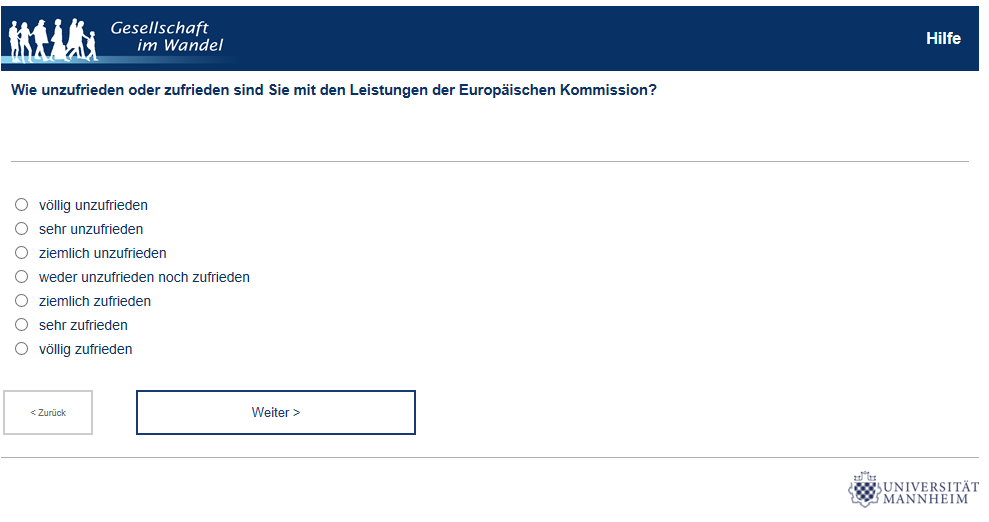 Gesellschaft
im Wandel
Hilfe
Wie unzufrieden oder zufrieden sind Sie mit den Leistungen der Europäischen Kommission?
völlig unzufrieden
sehr unzufrieden
ziemlich unzufrieden
weder unzufrieden noch zufrieden
ziemlich zufrieden
sehr zufrieden
völlig zufrieden
< Zurück
Weiter >
UNIVERSITÄT
MANNHEIM